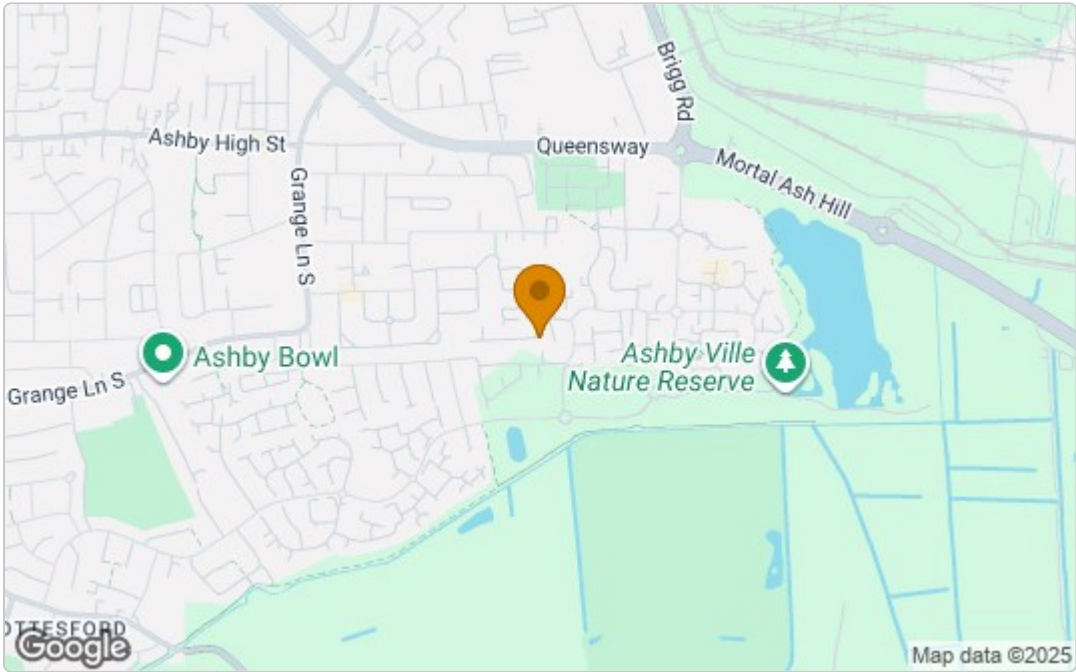 Brigg Rd
Ashby High St
Queensway
Mortal Ash Hill
Grange Ln S
Ashby Bowl
Ashby Ville
Nature Reserve
Grange Ln S
OTTESFORD
Google
Map data ©2025